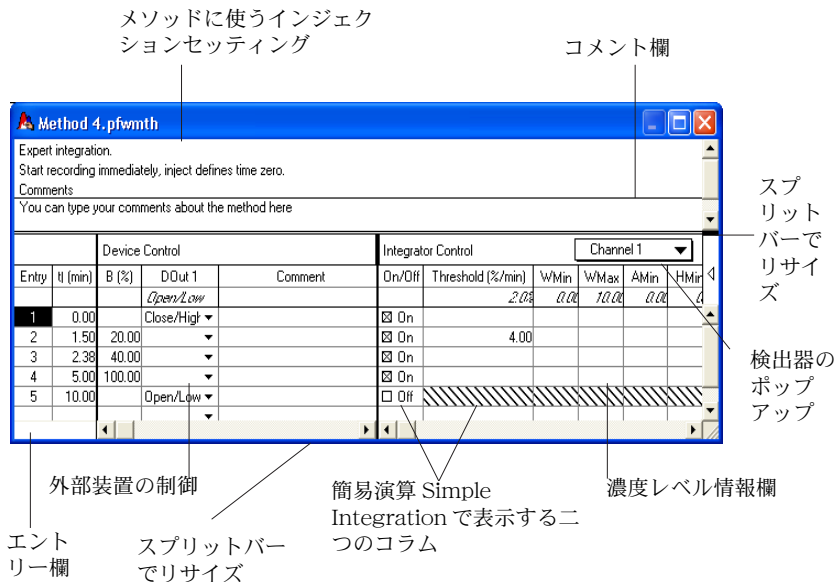 メソッドに使うインジェク
ションセッティング
コメント欄
Method 4.pfwmth
Expert integration.
Start recording immediately, inject defines time zero.
Comments
You can type your comments about the method here
スプ
リット
バーで
リサイ
ズ
Device Control Integrator Control Channel 1
Entry tI (min) B (%) DOut 1 Comment On/Off Threshold (%/min) WMin WMax AMin HMin
Open/Low 2.0% 0.00 10.00 0.00
1 0.00 Close/High On
2 1.50 20.00 On 4.00
3 2.38 40.00 On
4 5.00 100.00 On
5 10.00 Open/Low Off
検出器の
ポップ
アップ
外部装置の制御
簡易演算 Simple
Integration で表示する二
つのコラム
濃度レベル情報欄
エント
リー欄
スプリットバー
でリサイズ